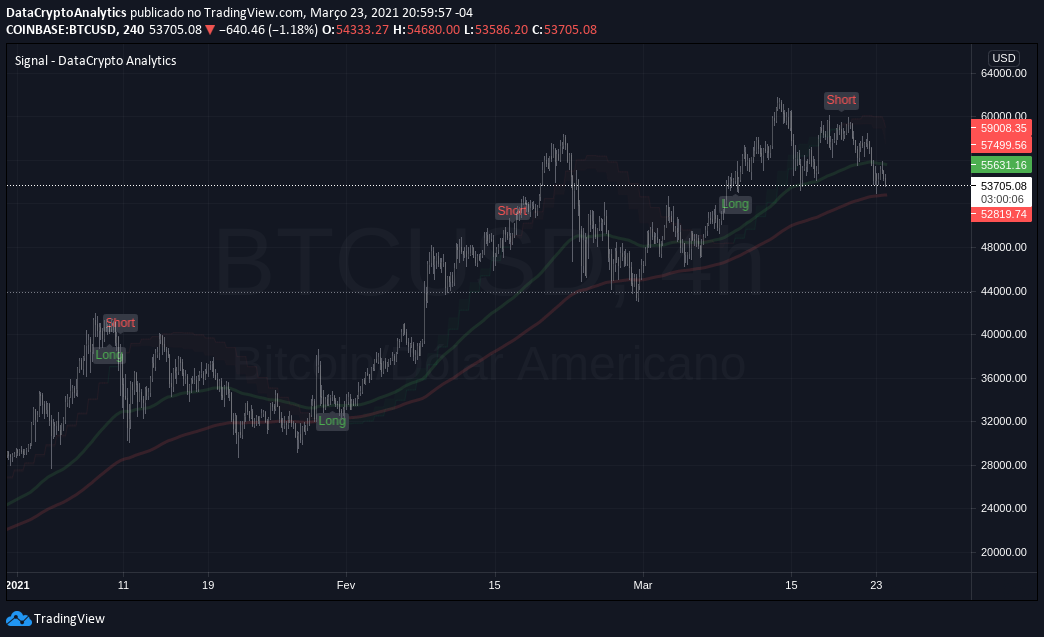 DataCryptoAnalytics publicado no TradingView.com, Março 23, 2021 20:59:57 -04
COINBASE:BTCUSD, 240 53705.08 ▼ −640.46 (−1.18%) O:54333.27 H:54680.00 L:53586.20 C:53705.08
Signal - DataCrypto Analytics
USD
64000.00
Short
60000.00
59008.35
57499.56
55631.16
53705.08
03:00:06
Long
Short
52819.74
BTCUSD, 4h
48000.00
44000.00
Short
40000.00
Long
Bitcoin/Dólar Americano
36000.00
Long
32000.00
28000.00
24000.00
20000.00
2021 11 19 Fev 15 Mar 15 23
TradingView